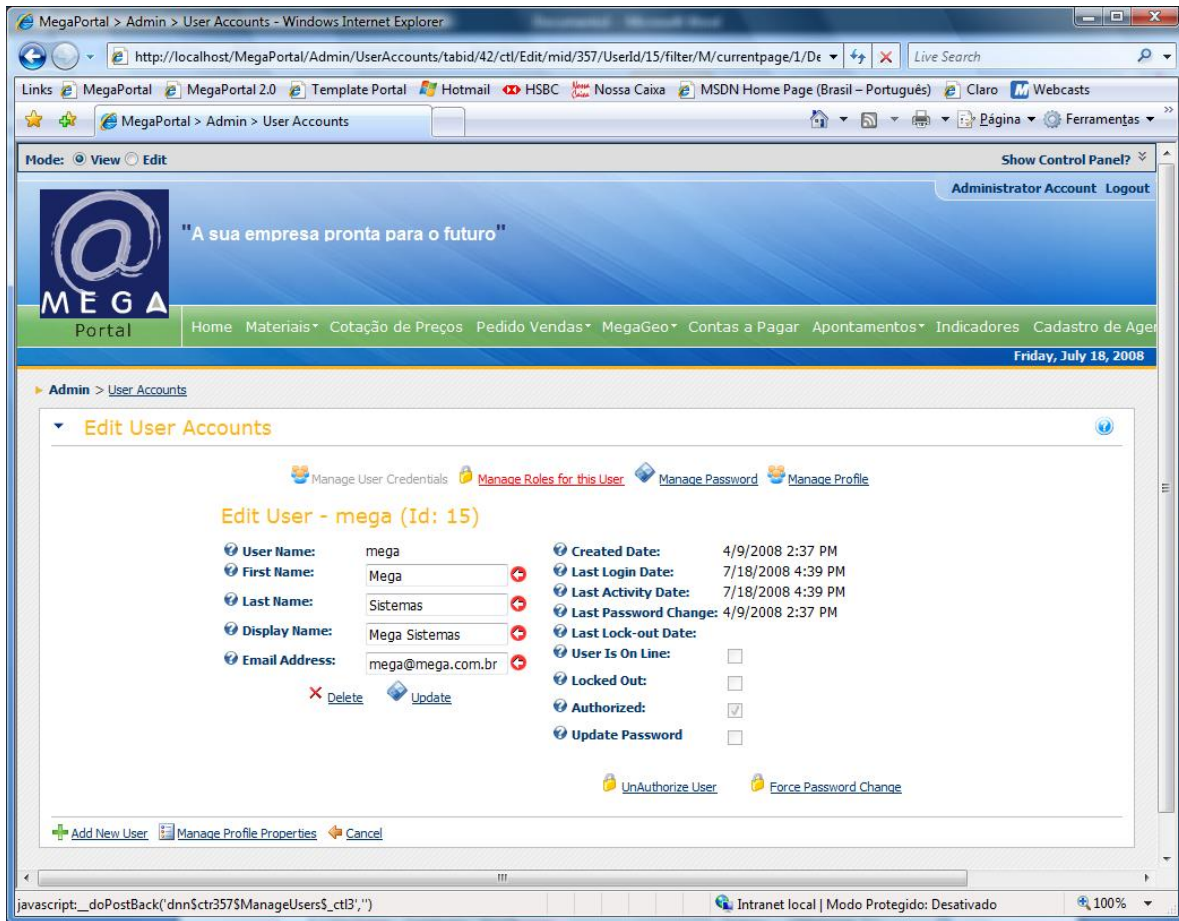 MegaPortal > Admin > User Accounts - Windows Internet Explorer
http://localhost/MegaPortal/Admin/UserAccounts/tabid/42/ctl/Edit/mid/357/UserId/15/filter/M/currentpage/1/De
Live Search
Links MegaPortal MegaPortal 2.0 Template Portal Hotmail HSBC Nossa Caixa MSDN Home Page (Brasil – Português) Claro Webcasts
MegaPortal > Admin > User Accounts Página Ferramentas
Mode: View Edit Show Control Panel?
Administrator Account Logout
"A sua empresa pronta para o futuro"
MEGA
Portal
Home Materiais Cotação de Preços Pedido Vendas MegaGeo Contas a Pagar Apontamentos Indicadores Cadastro de Ager
Friday, July 18, 2008
Admin > User Accounts
Edit User Accounts
Manage User Credentials Manage Roles for this User Manage Password Manage Profile
Edit User - mega (Id: 15)
User Name: mega
First Name: Mega
Last Name: Sistemas
Display Name: Mega Sistemas
Email Address: mega@mega.com.br
Delete Update
Created Date: 4/9/2008 2:37 PM
Last Login Date: 7/18/2008 4:39 PM
Last Activity Date: 7/18/2008 4:39 PM
Last Password Change: 4/9/2008 2:37 PM
Last Lock-out Date:
User Is On Line:
Locked Out:
Authorized:
Update Password
UnAuthorize User Force Password Change
Add New User Manage Profile Properties Cancel
javascript:__doPostBack('dnn$ctr357$ManageUsers$_ctl3','') Intranet local | Modo Protegido: Desativado 100%